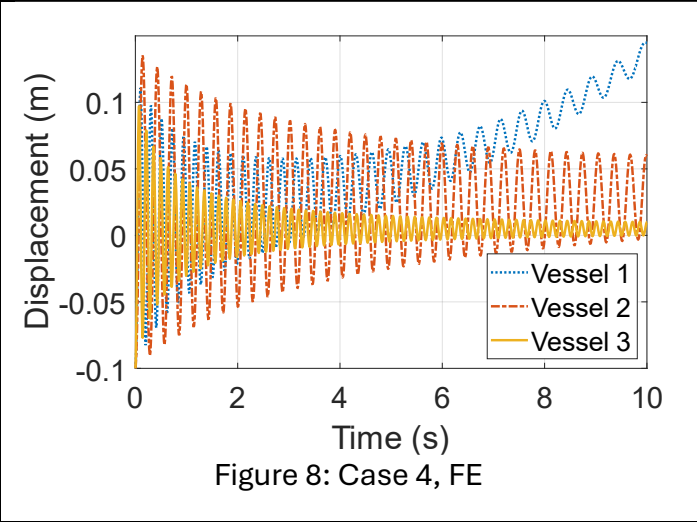 Displacement (m)
0.1
0.05
0
-0.05
-0.1
Vessel 1
Vessel 2
Vessel 3
0 2 4 6 8 10
Time (s)
Figure 8: Case 4, FE